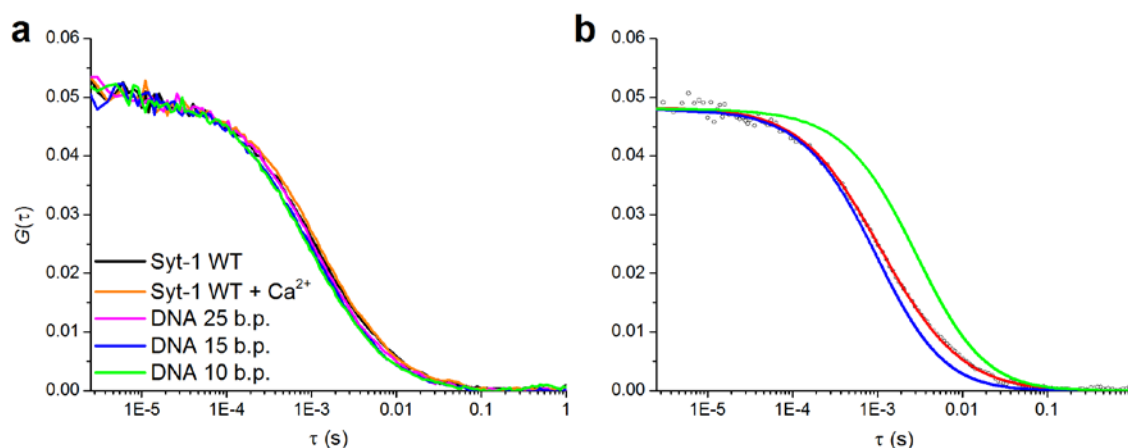 a
0.06
0.05
0.04
0.03
0.02
0.01
0.00
G(τ)
Syt-1 WT
Syt-1 WT + Ca²⁺
DNA 25 b.p.
DNA 15 b.p.
DNA 10 b.p.
1E-5 1E-4 1E-3 0.01 0.1 1
τ (s)
b
0.06
0.05
0.04
0.03
0.02
0.01
0.00
1E-5 1E-4 1E-3 0.01 0.1
τ (s)